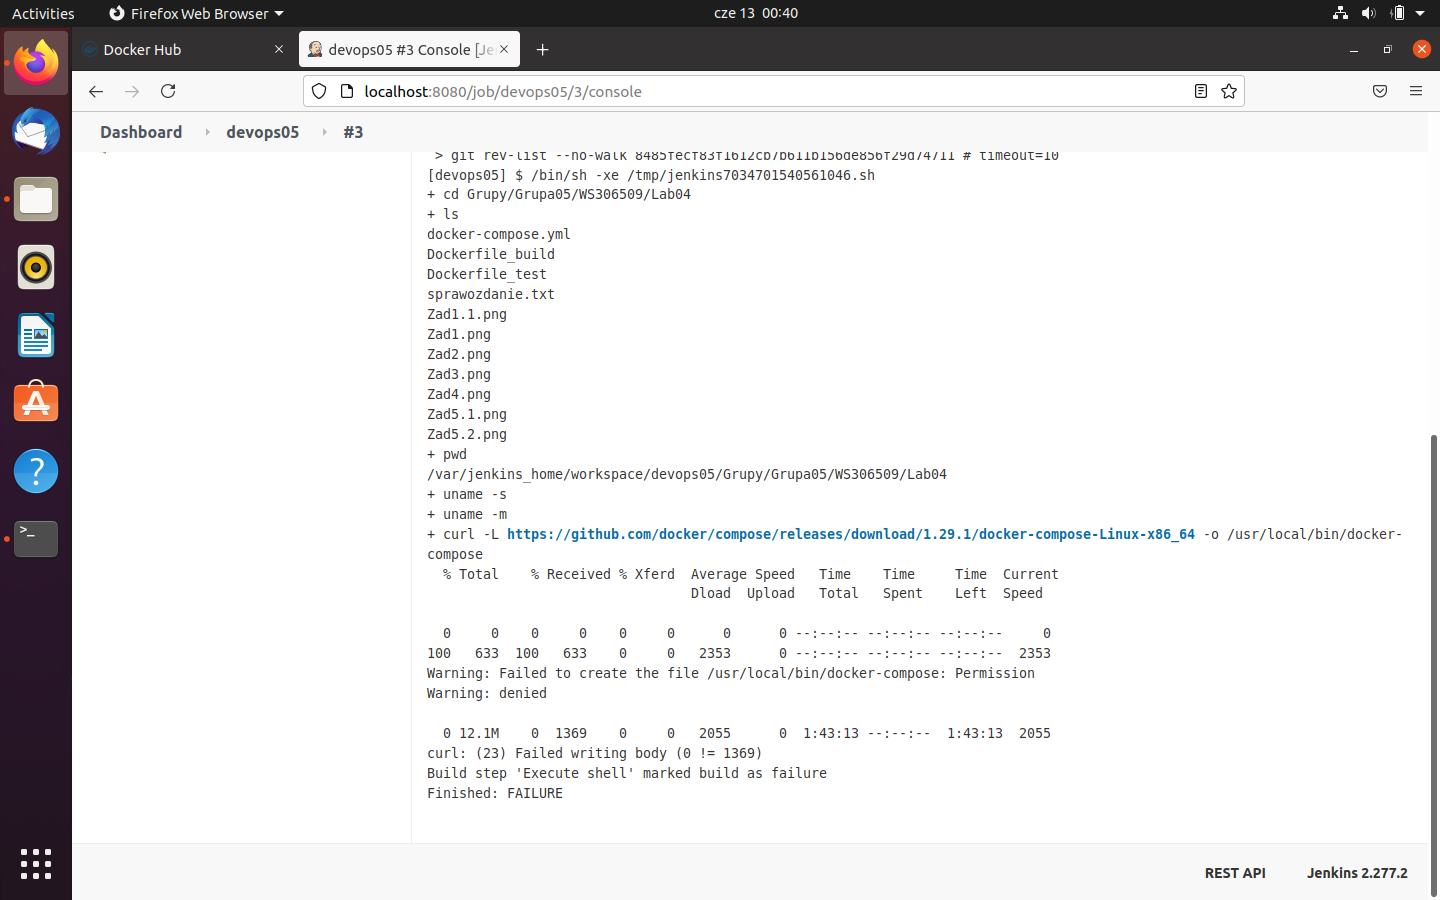 Activities
Firefox Web Browser
cze 13 00:40
Docker Hub
devops05 #3 Console [Je
localhost:8080/job/devops05/3/console
Dashboard
devops05
#3
> git rev-list --no-walk 8485fecf83f1612cb7b611b156de856f29d74711 # timeout=10
[devops05] $ /bin/sh -xe /tmp/jenkins7034701540561046.sh
+ cd Grupy/Grupa05/WS306509/Lab04
+ ls
docker-compose.yml
Dockerfile_build
Dockerfile_test
sprawozdanie.txt
Zad1.1.png
Zad1.png
Zad2.png
Zad3.png
Zad4.png
Zad5.1.png
Zad5.2.png
+ pwd
/var/jenkins_home/workspace/devops05/Grupy/Grupa05/WS306509/Lab04
+ uname -s
+ uname -m
+ curl -L https://github.com/docker/compose/releases/download/1.29.1/docker-compose-Linux-x86_64 -o /usr/local/bin/docker-
compose
% Total % Received % Xferd Average Speed Time Time Time Current
Dload Upload Total Spent Left Speed
0 0 0 0 0 0 0 0 --:--:-- --:--:-- --:--:-- 0
100 633 100 633 0 0 2353 0 --:--:-- --:--:-- --:--:-- 2353
Warning: Failed to create the file /usr/local/bin/docker-compose: Permission
Warning: denied
0 12.1M 0 1369 0 0 2055 0 1:43:13 --:--:-- 1:43:13 2055
curl: (23) Failed writing body (0 != 1369)
Build step 'Execute shell' marked build as failure
Finished: FAILURE
REST API
Jenkins 2.277.2